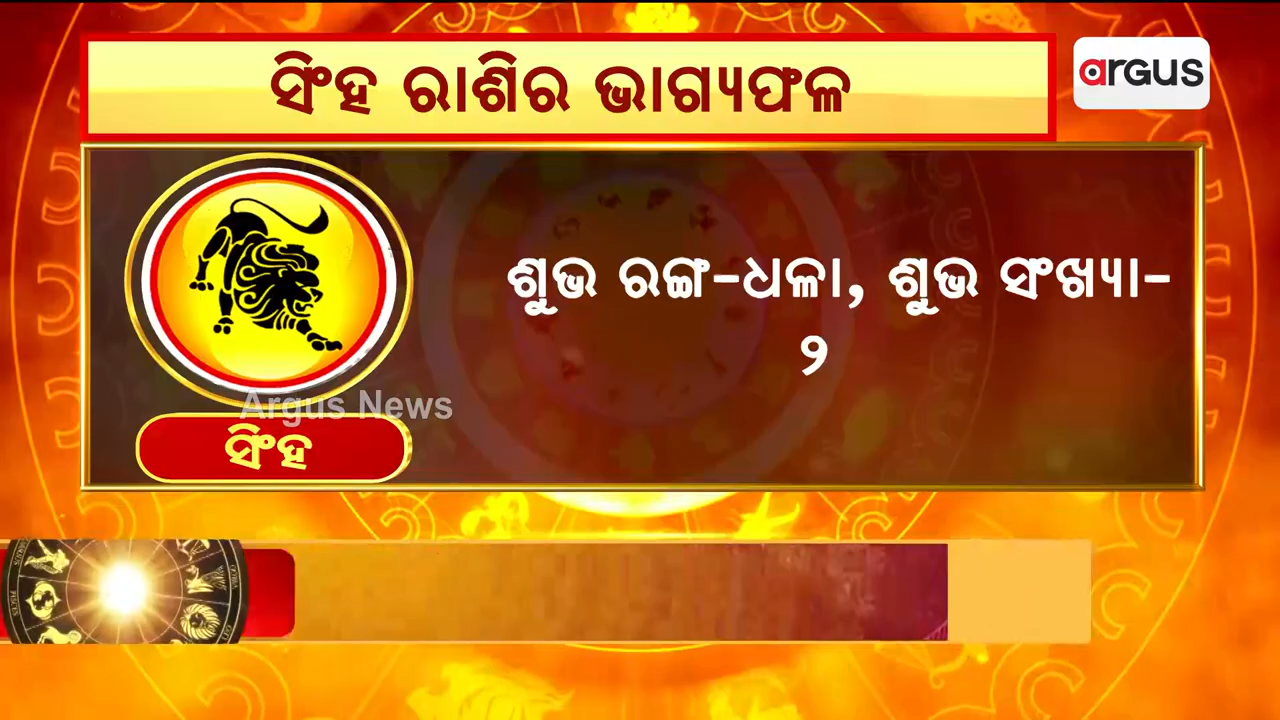 ସିଂହ ରାଶିର ଭାଗ୍ୟଫଳ
argus
ଶୁଭ ରଙ୍ଗ-ଧଳା, ଶୁଭ ସଂଖ୍ୟା-
୨
Argus News
ସିଂହ